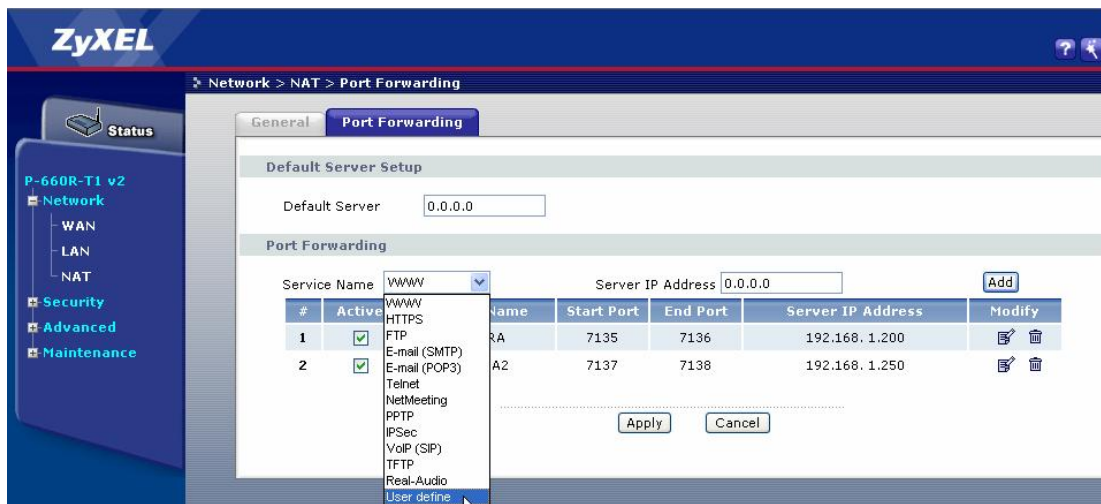 ZyXEL
?
Network > NAT > Port Forwarding
Status
General
Port Forwarding
P-660R-T1 v2
Network
WAN
LAN
NAT
Security
Advanced
Maintenance
Default Server Setup
Default Server 0.0.0.0
Port Forwarding
Service Name WWW Server IP Address 0.0.0.0 Add
WWW
HTTPS
FTP
E-mail (SMTP)
E-mail (POP3)
Telnet
NetMeeting
PPTP
IPSec
VoIP (SIP)
TFTP
Real-Audio
User define
# Active Name Start Port End Port Server IP Address Modify
1 RA 7135 7136 192.168. 1.200
2 A2 7137 7138 192.168. 1.250
Apply Cancel